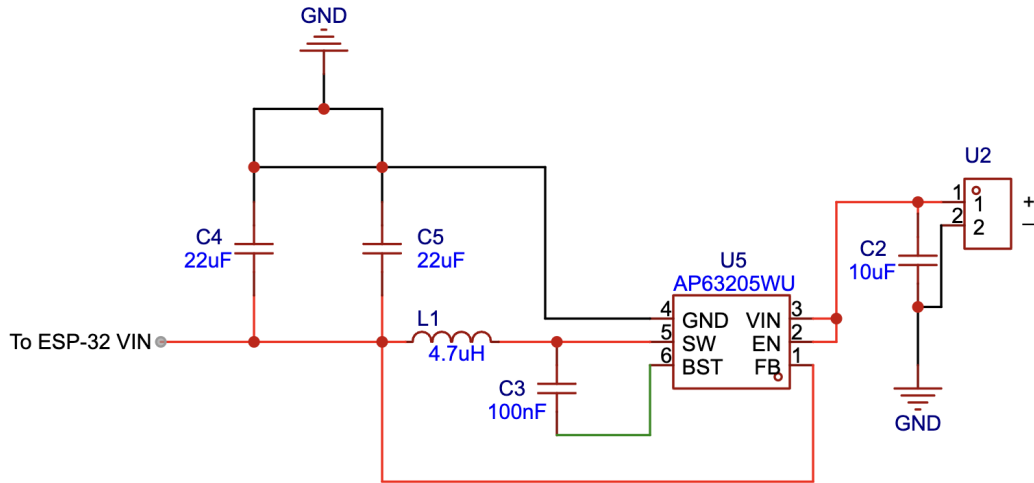 GND
U2
1
1
+
2
2
−
C4
22uF
C5
22uF
C2
10uF
U5
AP63205WU
L1
4.7uH
To ESP-32 VIN
4
GND
VIN
3
5
SW
EN
2
6
BST
FB
1
C3
100nF
GND